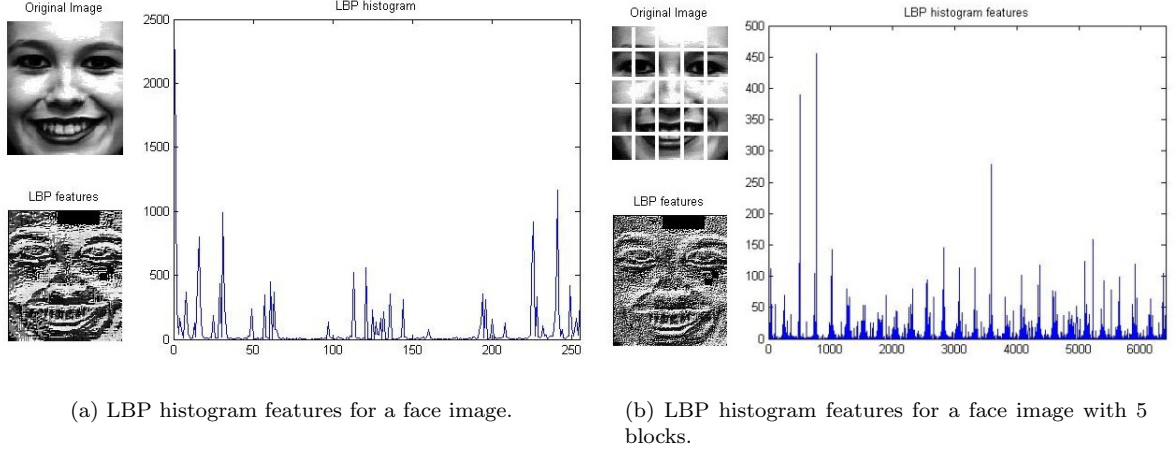 Original Image
LBP histogram
2500
2000
1500
1000
500
0
0 50 100 150 200 250
LBP features
(a) LBP histogram features for a face image.
Original Image
LBP histogram features
500
450
400
350
300
250
200
150
100
50
0
0 1000 2000 3000 4000 5000 6000
LBP features
(b) LBP histogram features for a face image with 5
blocks.